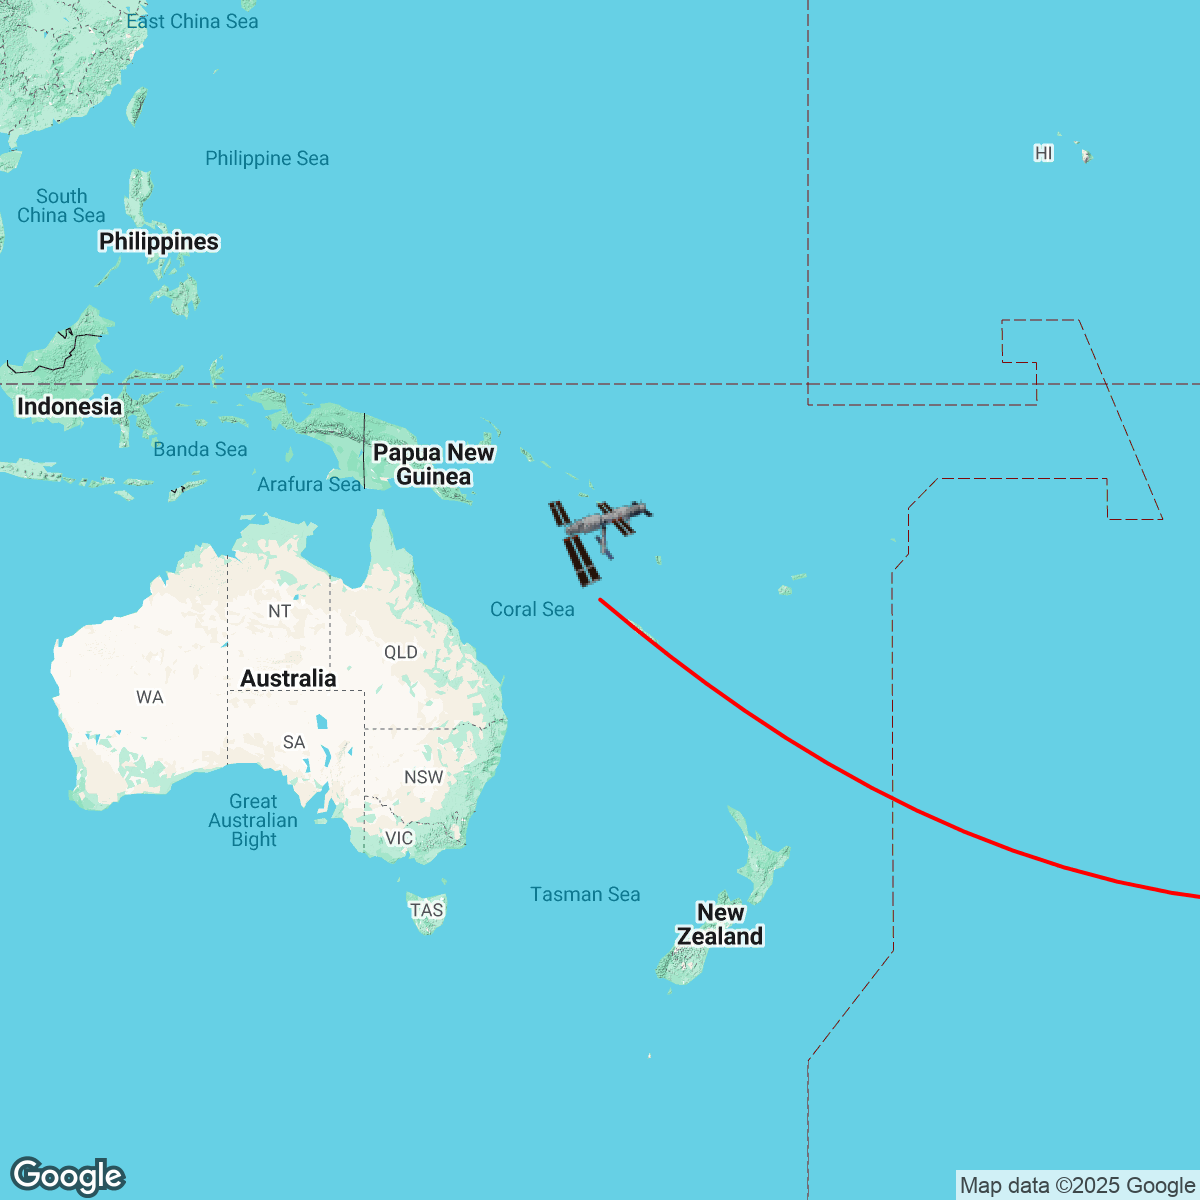 East China Sea
Philippine Sea
HI
South
China Sea
Philippines
Indonesia
Banda Sea
Papua New
Guinea
Arafura Sea
Coral Sea
NT
QLD
Australia
WA
SA
NSW
Great
Australian
Bight
VIC
Tasman Sea
TAS
New
Zealand
Google
Map data ©2025 Google